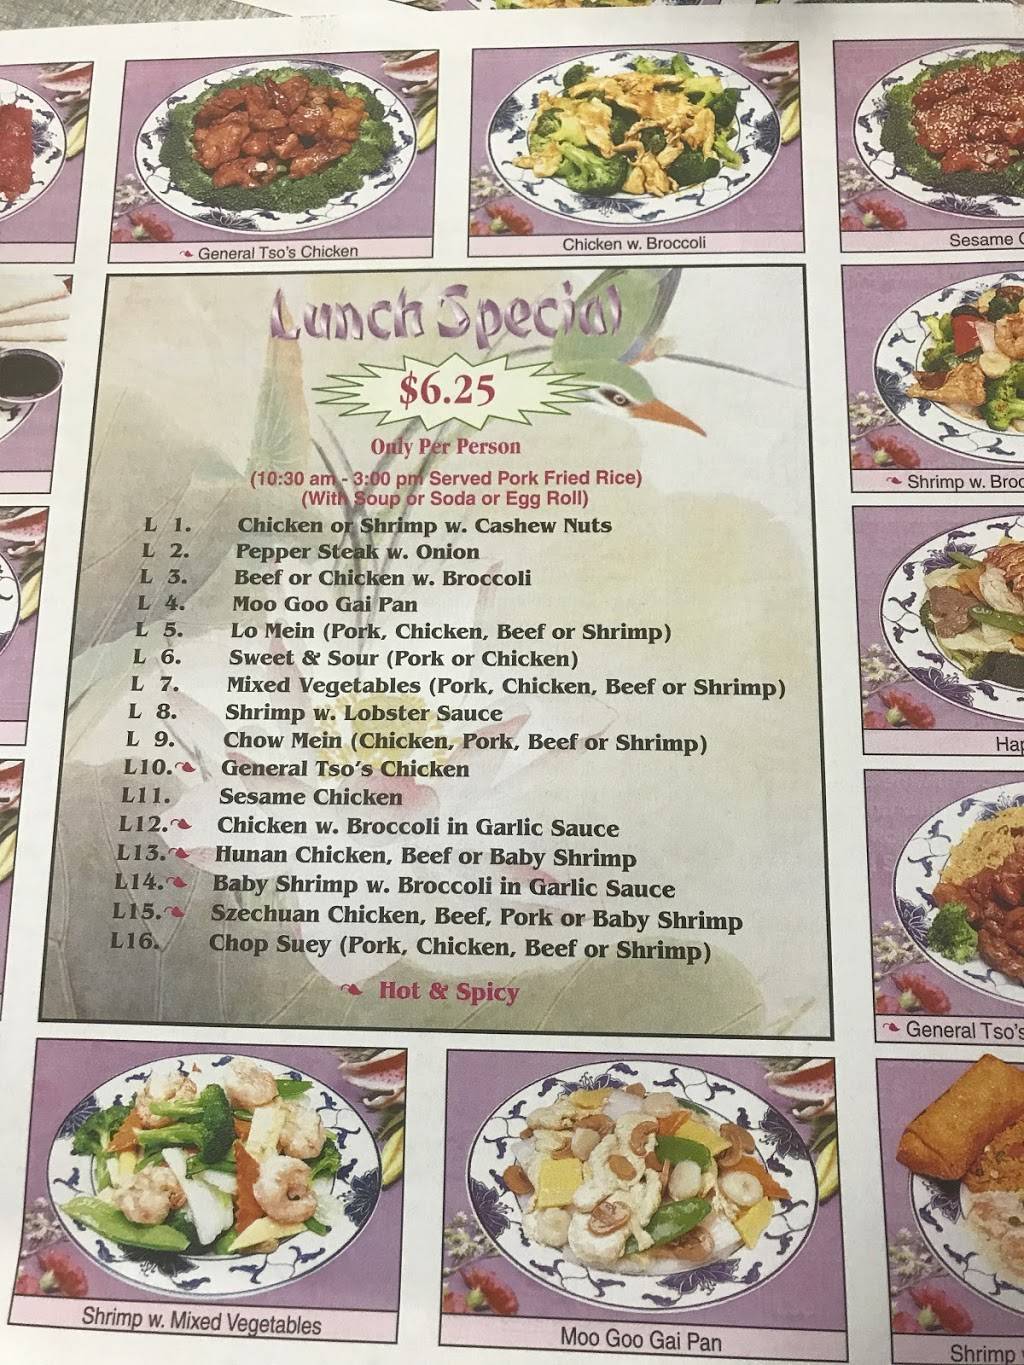 General Tso's Chicken
Chicken w. Broccoli
Sesame
Lunch Special
$6.25
Only Per Person
(10:30 am - 3:00 pm Served Pork Fried Rice)
(With Soup or Soda or Egg Roll)
L 1. Chicken or Shrimp w. Cashew Nuts
L 2. Pepper Steak w. Onion
L 3. Beef or Chicken w. Broccoli
L 4. Moo Goo Gai Pan
L 5. Lo Mein (Pork, Chicken, Beef or Shrimp)
L 6. Sweet & Sour (Pork or Chicken)
L 7. Mixed Vegetables (Pork, Chicken, Beef or Shrimp)
L 8. Shrimp w. Lobster Sauce
L 9. Chow Mein (Chicken, Pork, Beef or Shrimp)
L10. General Tso's Chicken
L11. Sesame Chicken
L12. Chicken w. Broccoli in Garlic Sauce
L13. Hunan Chicken, Beef or Baby Shrimp
L14. Baby Shrimp w. Broccoli in Garlic Sauce
L15. Szechuan Chicken, Beef, Pork or Baby Shrimp
L16. Chop Suey (Pork, Chicken, Beef or Shrimp)
Hot & Spicy
Shrimp w. Broc
Hap
General Tso's
Shrimp w. Mixed Vegetables
Moo Goo Gai Pan
Shrimp